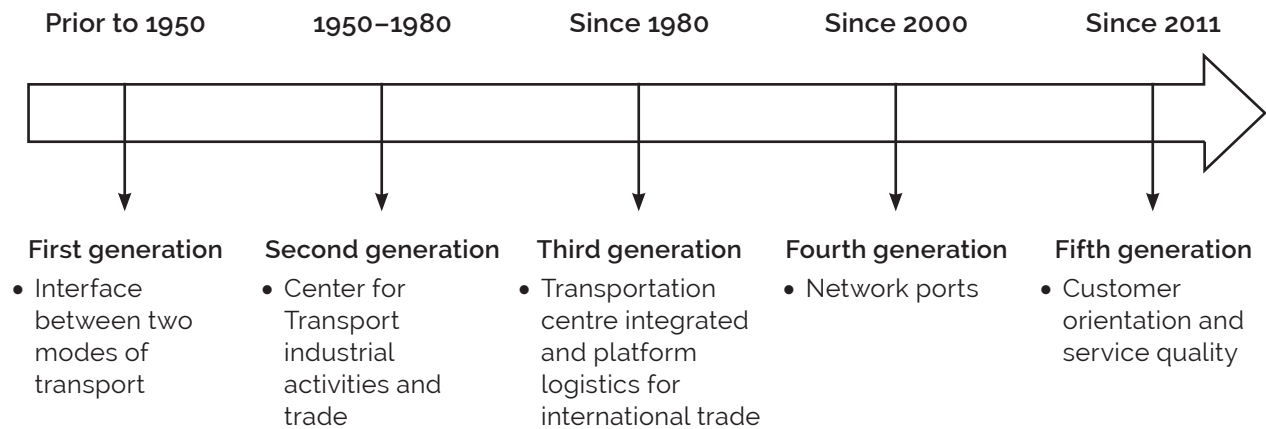 Prior to 1950
1950–1980
Since 1980
Since 2000
Since 2011
First generation
• Interface
between two
modes of
transport
Second generation
• Center for
Transport
industrial
activities and
trade
Third generation
• Transportation
centre integrated
and platform
logistics for
international trade
Fourth generation
• Network ports
Fifth generation
• Customer
orientation and
service quality